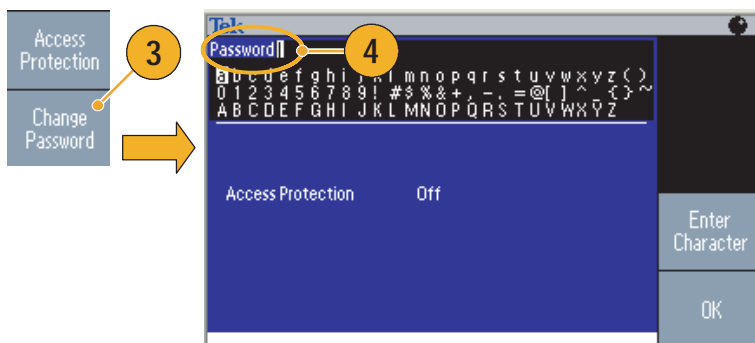 Access
Protection
3
Change
Password
Tek
Password
4
a b c d e f g h i j k l m n o p q r s t u v w x y z ( )
0 1 2 3 4 5 6 7 8 9 ! # $ % & + , - . = @ [ ] ^ _ { } ~
A B C D E F G H I J K L M N O P Q R S T U V W X Y Z
Access Protection Off
Enter
Character
OK